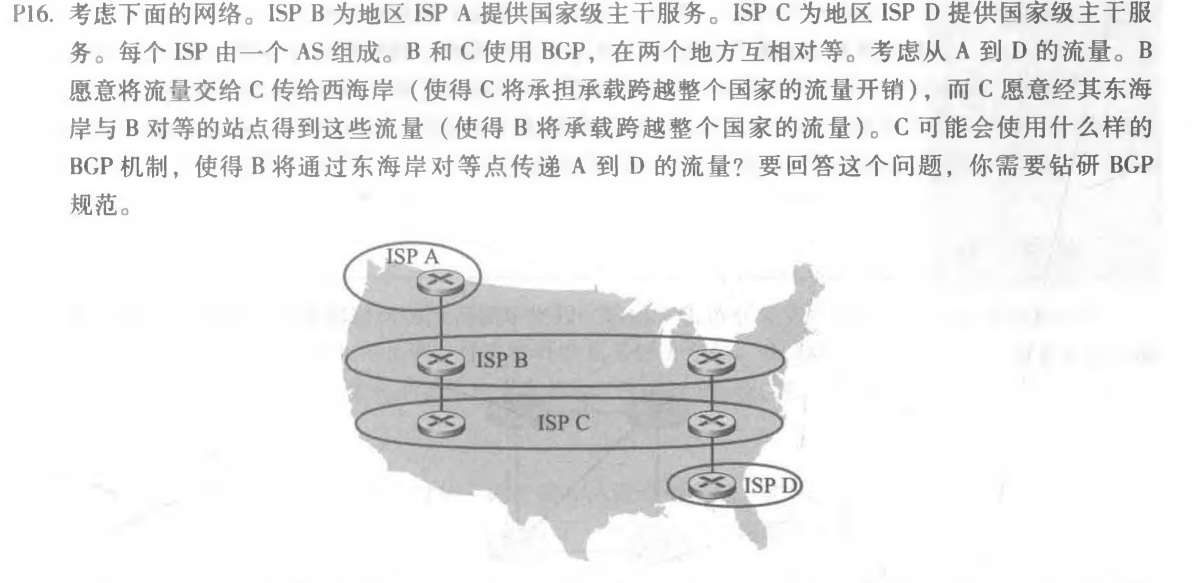 P16. 考虑下面的网络。ISP B 为地区 ISP A 提供国家级主干服务。ISP C 为地区 ISP D 提供国家级主干服
务。每个 ISP 由一个 AS 组成。B 和 C 使用 BGP，在两个地方互相对等。考虑从 A 到 D 的流量。B
愿意将流量交给 C 传给西海岸（使得 C 将承担承载跨越整个国家的流量开销），而 C 愿意经其东海
岸与 B 对等的站点得到这些流量（使得 B 将承载跨越整个国家的流量）。C 可能会使用什么样的
BGP 机制，使得 B 将通过东海岸对等点传递 A 到 D 的流量？要回答这个问题，你需要钻研 BGP
规范。
ISP A
ISP B
ISP C
ISP D